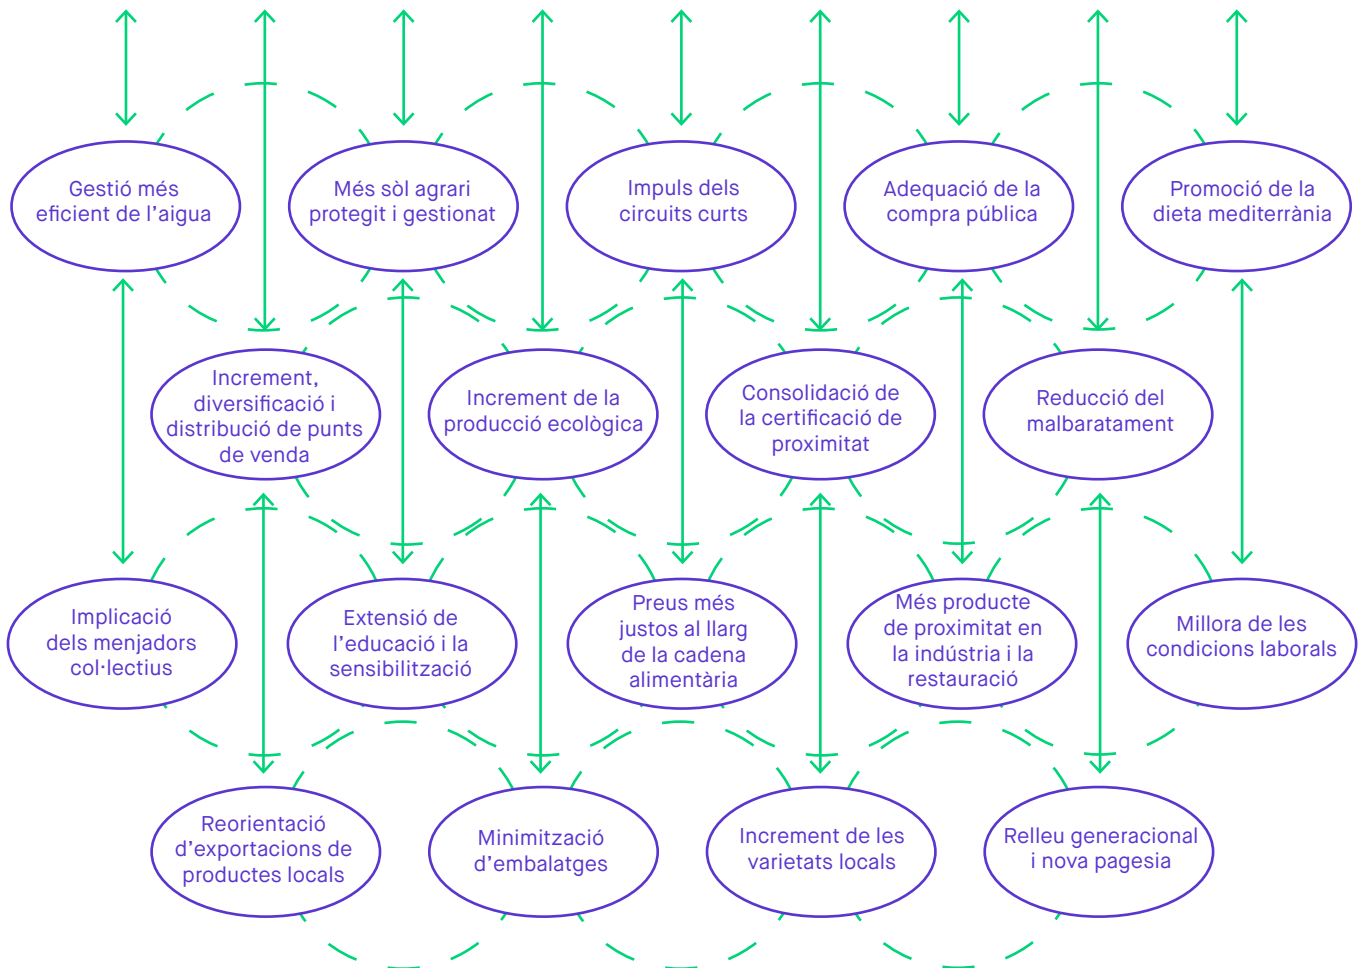 Gestió més
eficient de l'aigua
Més sòl agrari
protegit i gestionat
Impuls dels
circuits curts
Adequació de la
compra pública
Promoció de la
dieta mediterrània
Increment,
diversificació i
distribució de punts
de venda
Increment de la
producció ecològica
Consolidació de
la certificació de
proximitat
Reducció del
malbaratament
Implicació
dels menjadors
col·lectius
Extensió de
l'educació i la
sensibilització
Preus més
justos al llarg
de la cadena
alimentària
Més producte
de proximitat en
la indústria i la
restauració
Millora de les
condicions laborals
Reorientació
d'exportacions de
productes locals
Minimització
d'embalatges
Increment de les
varietats locals
Relleu generacional
i nova pagesia